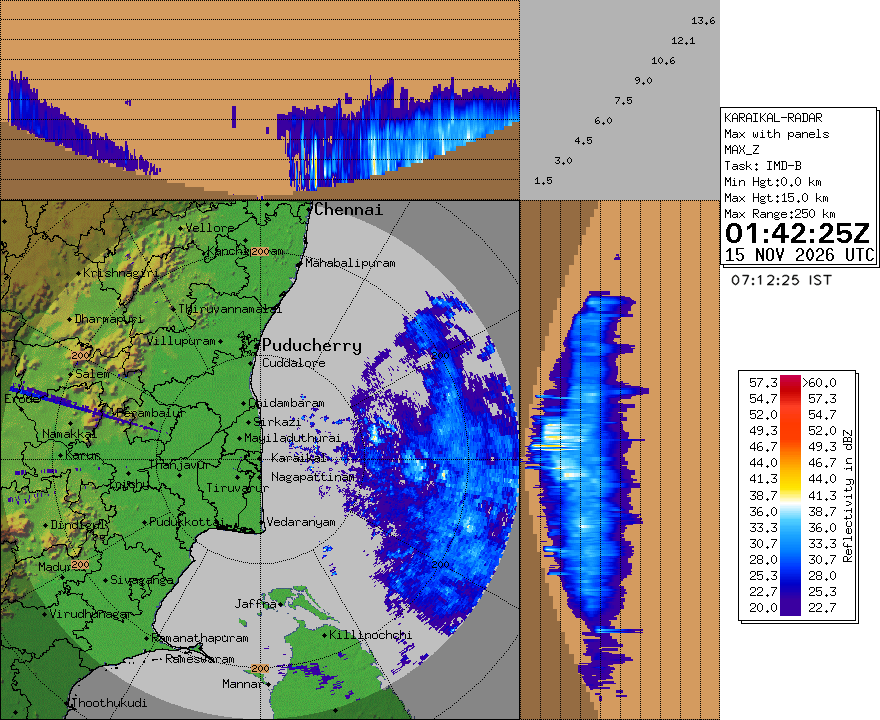 13.6
12.1
10.6
9.0
7.5
6.0
4.5
3.0
1.5
KARAIKAL-RADAR
Max with panels
MAX_Z
Task: IMD-B
Min Hgt:0.0 km
Max Hgt:15.0 km
Max Range:250 km
01:42:25Z
15 NOV 2026 UTC
07:12:25 IST
Chennai
Vellore
200
Mahabalipuram
Krishnagiri
Thiruvannamalai
Dharmapuri
Villupuram
Puducherry
200
200
Cuddalore
Salem
Erode
Chidambaram
Perambalur
Sirkazi
Namakkal
Mayiladuthurai
Karur
Karaikal
Thanjavur
Nagapattinam
Tiruvarur
Dindigul
Pudukkottai
Vedaranyam
200
200
Sivaganga
Jaffna
Virudhunagar
Killinochchi
Ramanathapuram
Rameswaram
200
Mannar
Thoothukudi
57.3 >60.0
54.7 57.3
52.0 54.7
49.3 52.0
46.7 49.3
44.0 46.7
41.3 44.0
38.7 41.3
36.0 38.7
33.3 36.0
30.7 33.3
28.0 30.7
25.3 28.0
22.7 25.3
20.0 22.7
Reflectivity in dBZ